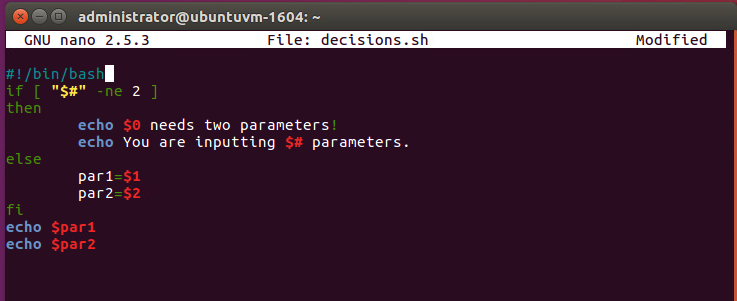 administrator@ubuntuvm-1604: ~
GNU nano 2.5.3 File: decisions.sh Modified
#!/bin/bash
if [ "$#" -ne 2 ]
then
echo $0 needs two parameters!
echo You are inputting $# parameters.
else
par1=$1
par2=$2
fi
echo $par1
echo $par2